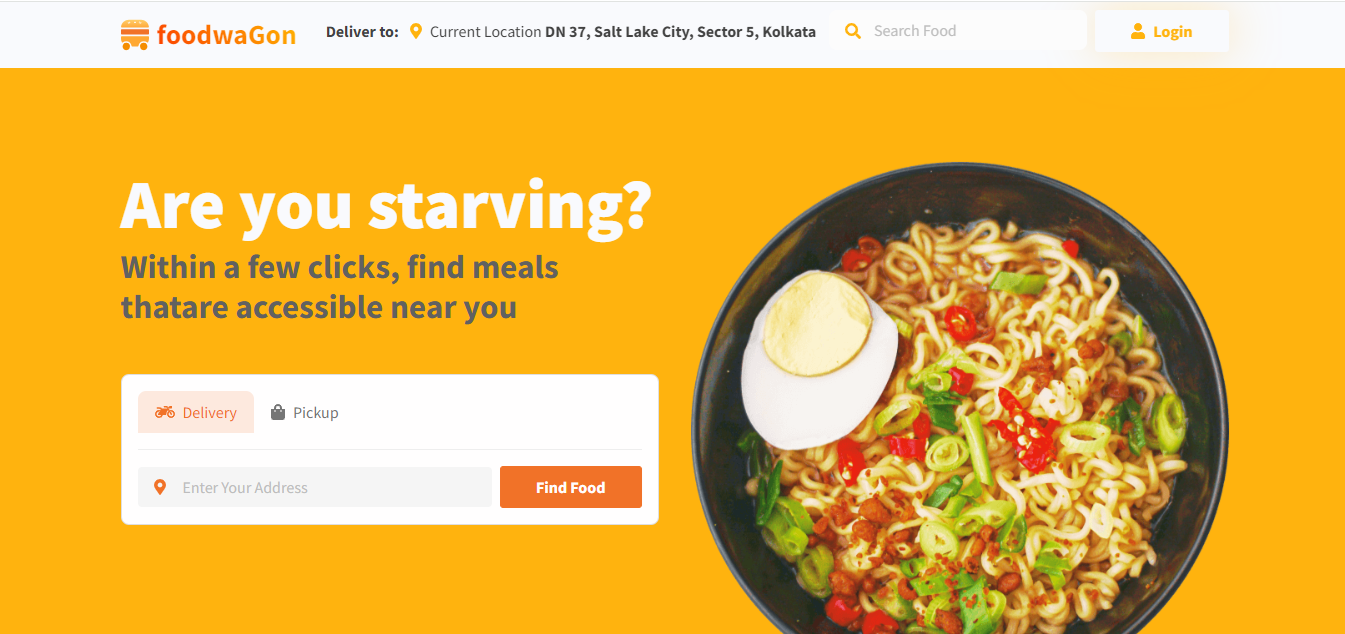 foodwaGon
Deliver to: Current Location DN 37, Salt Lake City, Sector 5, Kolkata
Search Food
Login
Are you starving?
Within a few clicks, find meals
thatare accessible near you
Delivery
Pickup
Enter Your Address
Find Food